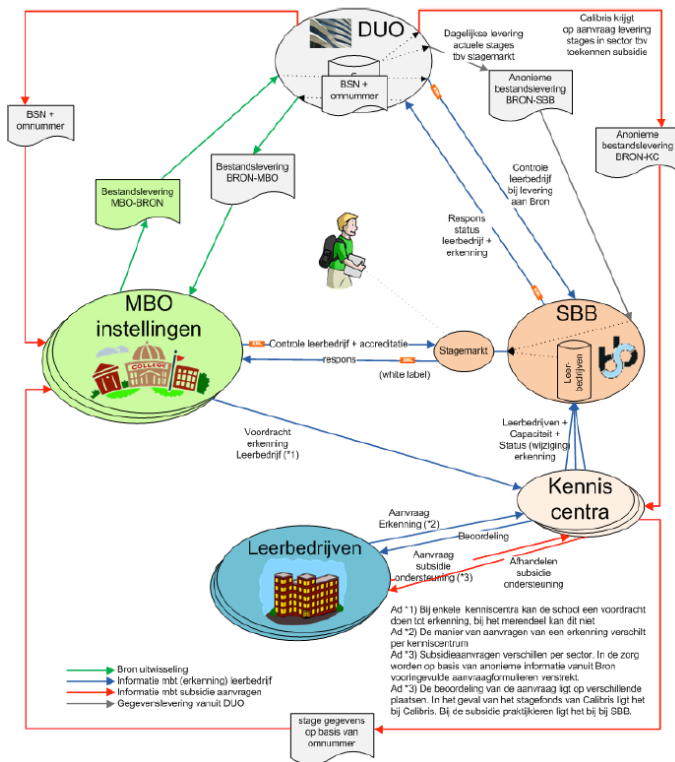 DUO
BSN +
omnummer
Dagelijkse levering
actuele stages
tbv stagemarkt
Calibris krijgt
op aanvraag levering
stages in sector tbv
toekennen subsidie
Anonieme
bestandslevering
BRON-SBB
BSN +
omnummer
Anonieme
bestandslevering
BRON-KC
Bestandslevering
MBO-BRON
Bestandslevering
BRON-MBO
Controle
leerbedrijf
bij levering
aan Bron
Respons
status
leerbedrijf +
erkenning
MBO
instellingen
COLLEGE
XML
Controle leerbedrijf + accreditatie
respons
XML
(white label)
Stagemarkt
SBB
Leer-
bedrijven
Voordracht
erkenning
Leerbedrijf (*1)
Leerbedrijven +
Capaciteit +
Status (wijziging)
erkenning
Kennis
centra
Aanvraag
Erkenning (*2)
Beoordeling
Leerbedrijven
Aanvraag
subsidie
ondersteuning (*3)
Afhandelen
subsidie
ondersteuning
Ad *1) Bij enkele kenniscentra kan de school een voordracht
doen tot erkenning, bij het merendeel kan dit niet
Ad *2) De manier van aanvragen van een erkenning verschilt
per kenniscentrum
Ad *3) Subsidieaanvragen verschillen per sector. In de zorg
worden op basis van anonieme informatie vanuit Bron
vooringevulde aanvraagformulieren verstrekt.
Ad *3) De beoordeling van de aanvraag ligt op verschillende
plaatsen. In het geval van het stagefonds van Calibris ligt het
bij Calibris. Bij de subsidie praktijkleren ligt het bij bij SBB.
Bron uitwisseling
Informatie mbt (erkenning) leerbedrijf
Informatie mbt subsidie aanvragen
Gegevenslevering vanuit DUO
stage gegevens
op basis van
omnummer